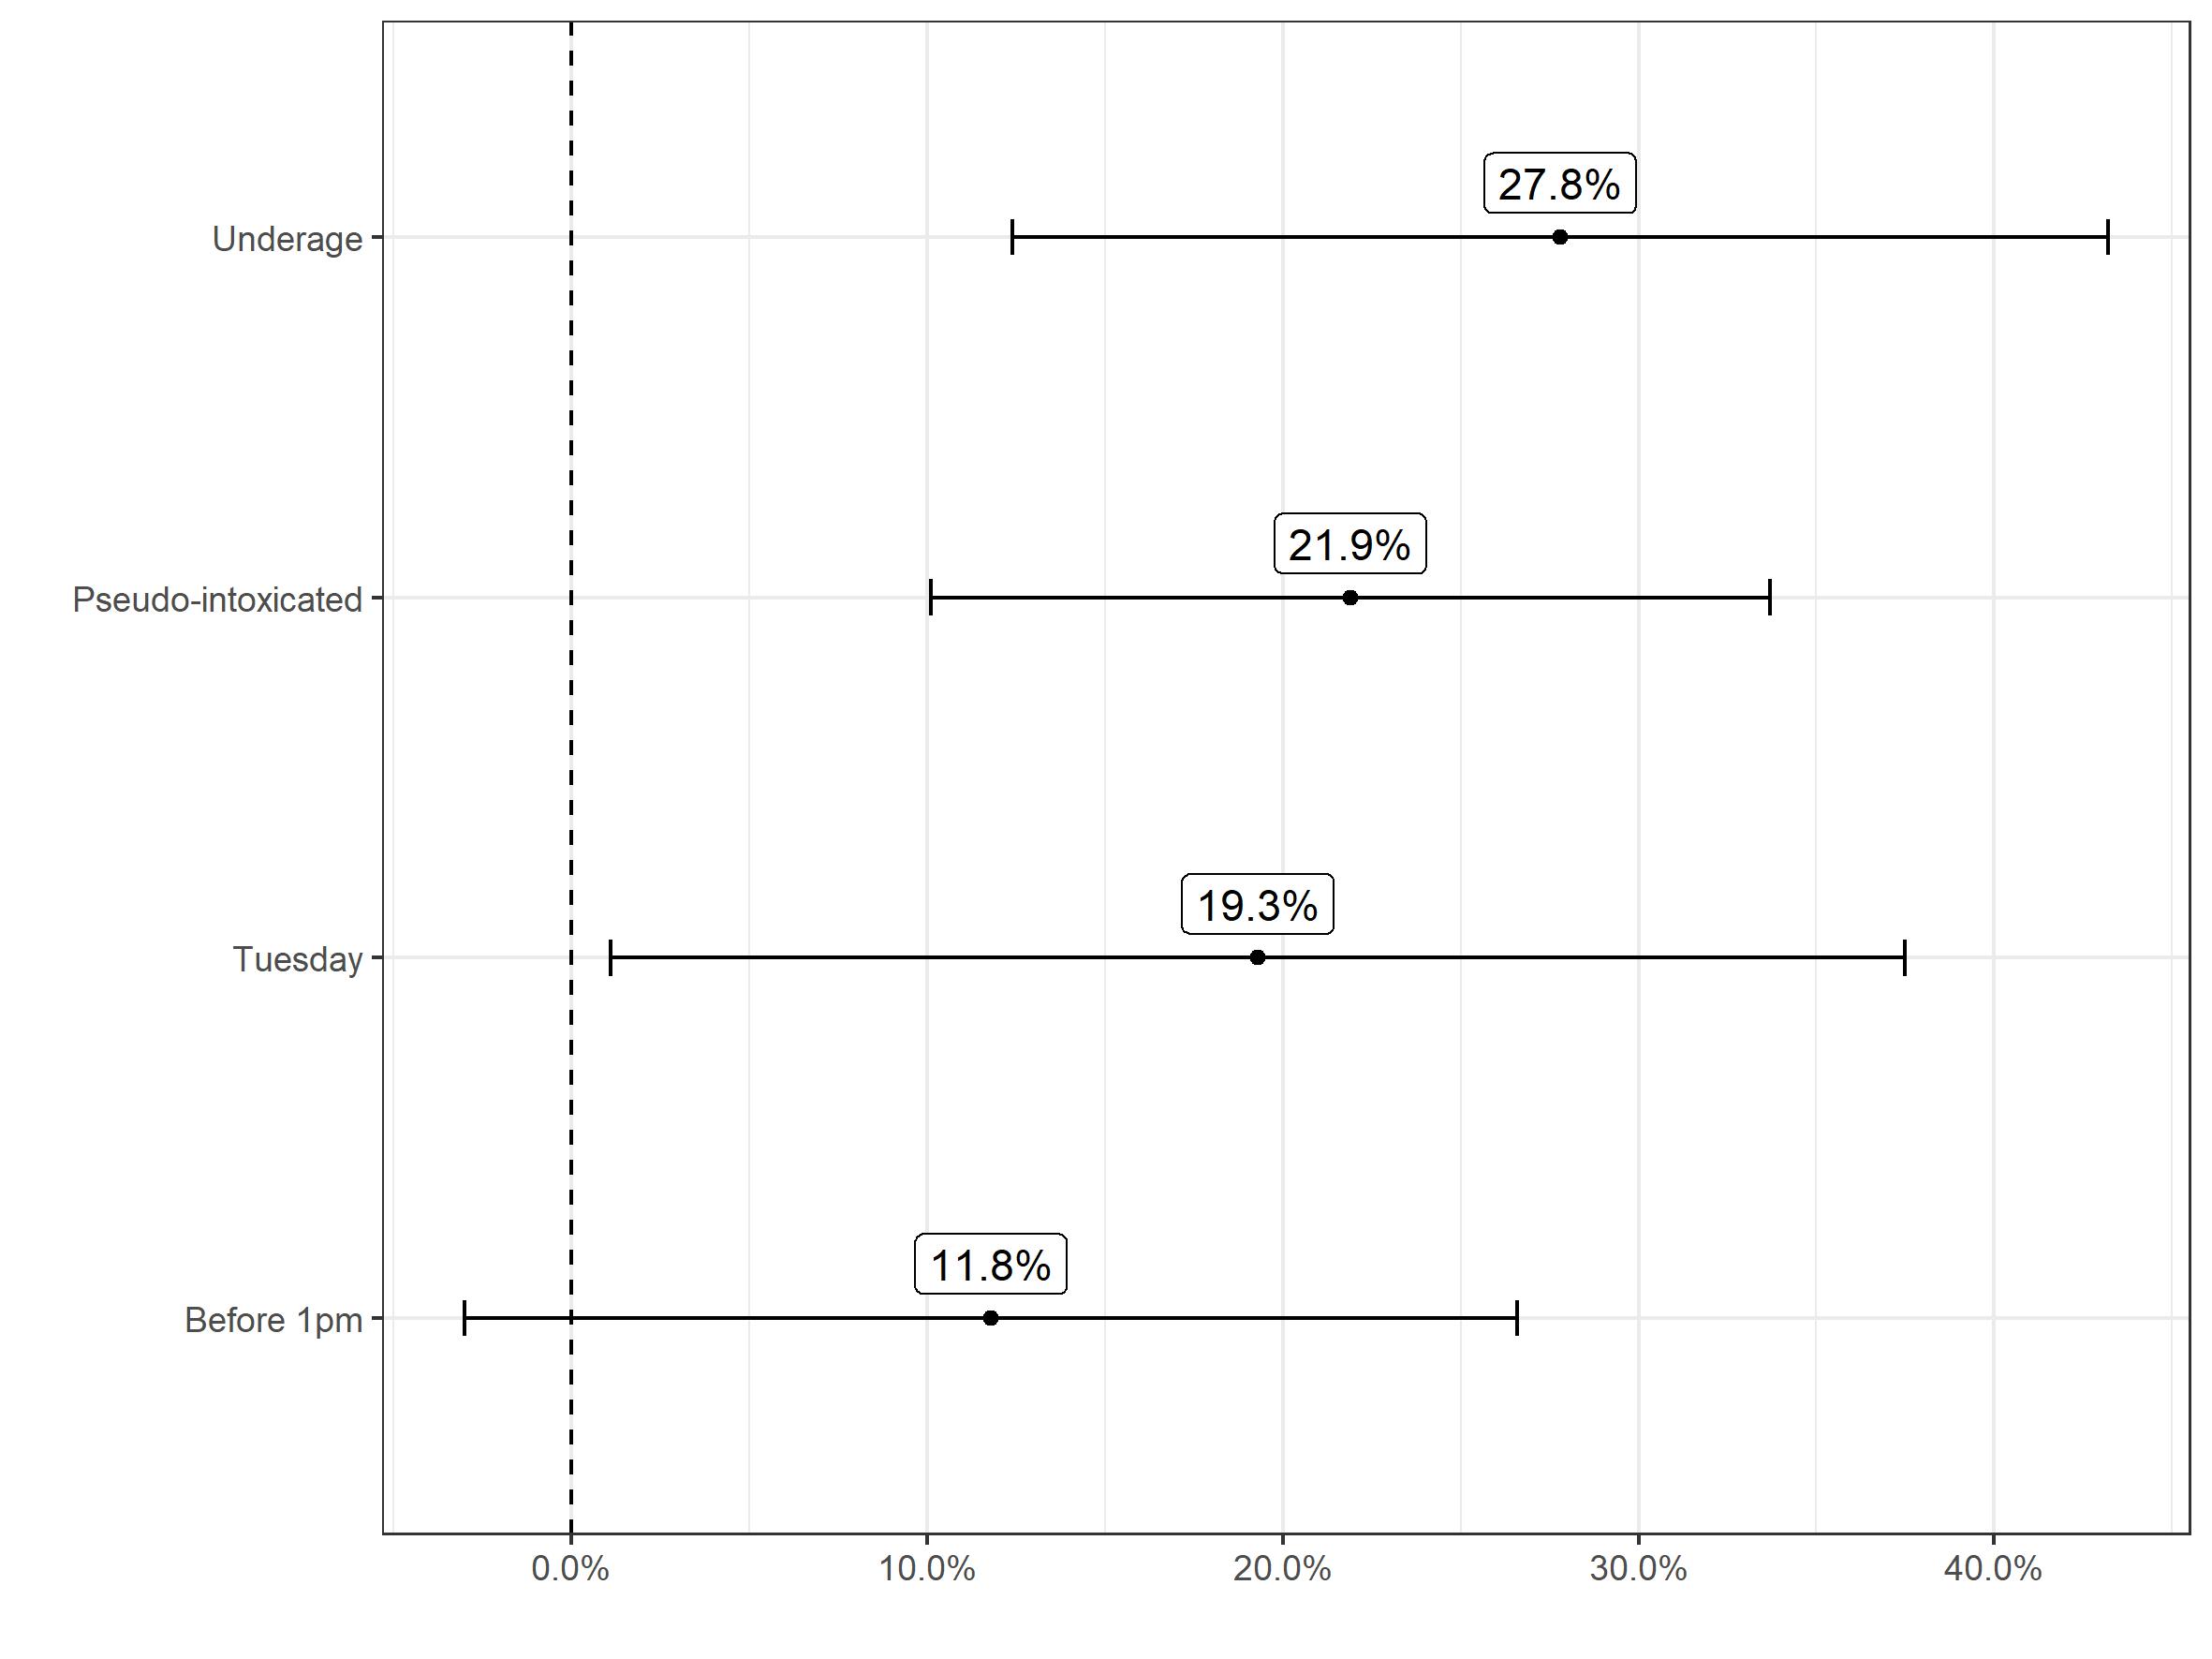 27.8%
Underage
21.9%
Pseudo-intoxicated
19.3%
Tuesday
11.8%
Before 1pm
0.0% 10.0% 20.0% 30.0% 40.0%